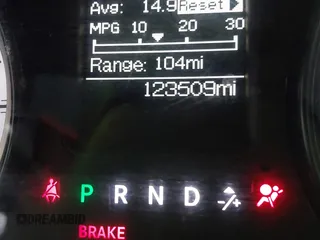 Avg: 14.9 Reset
MPG 10 20 30
Range: 104mi
123509mi
P R N D
BRAKE
DREAMBID